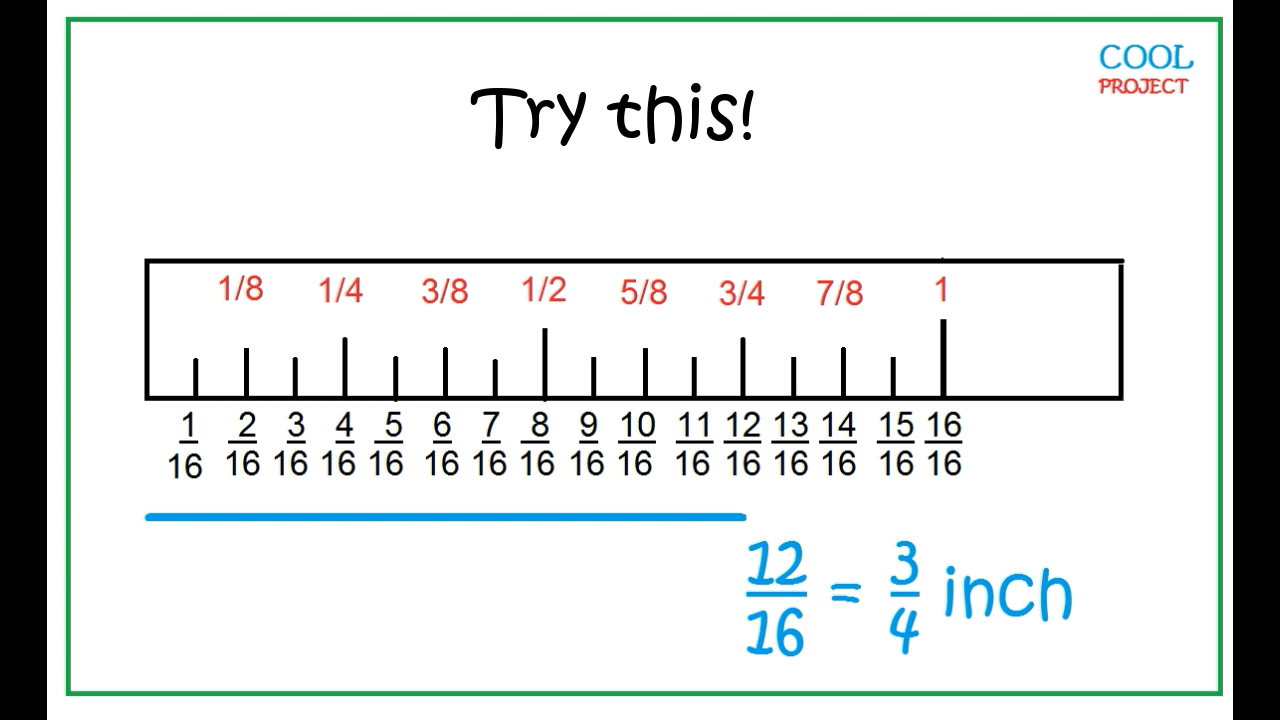 COOL
PROJECT
Try this!
1/8 1/4 3/8 1/2 5/8 3/4 7/8 1
1 2 3 4 5 6 7 8 9 10 11 12 13 14 15 16
16 16 16 16 16 16 16 16 16 16 16 16 16 16 16 16
12/16 = 3/4 inch